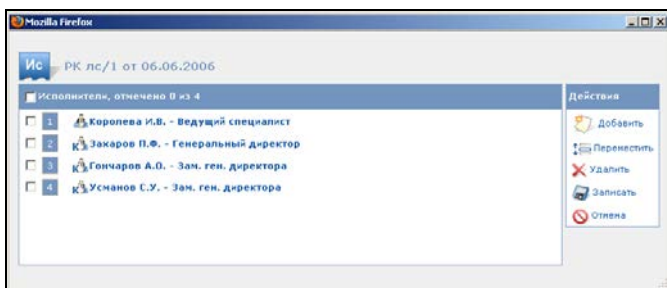 Mozilla Firefox
Ис РК лс/1 от 06.06.2006
Исполнители, отмечено 0 из 4
1 Королева И.В. - Ведущий специалист
2 Захаров П.Ф. - Генеральный директор
3 Гончаров А.О. - Зам. ген. директора
4 Усманов С.У. - Зам. ген. директора
Действия
Добавить
Переместить
Удалить
Записать
Отмена